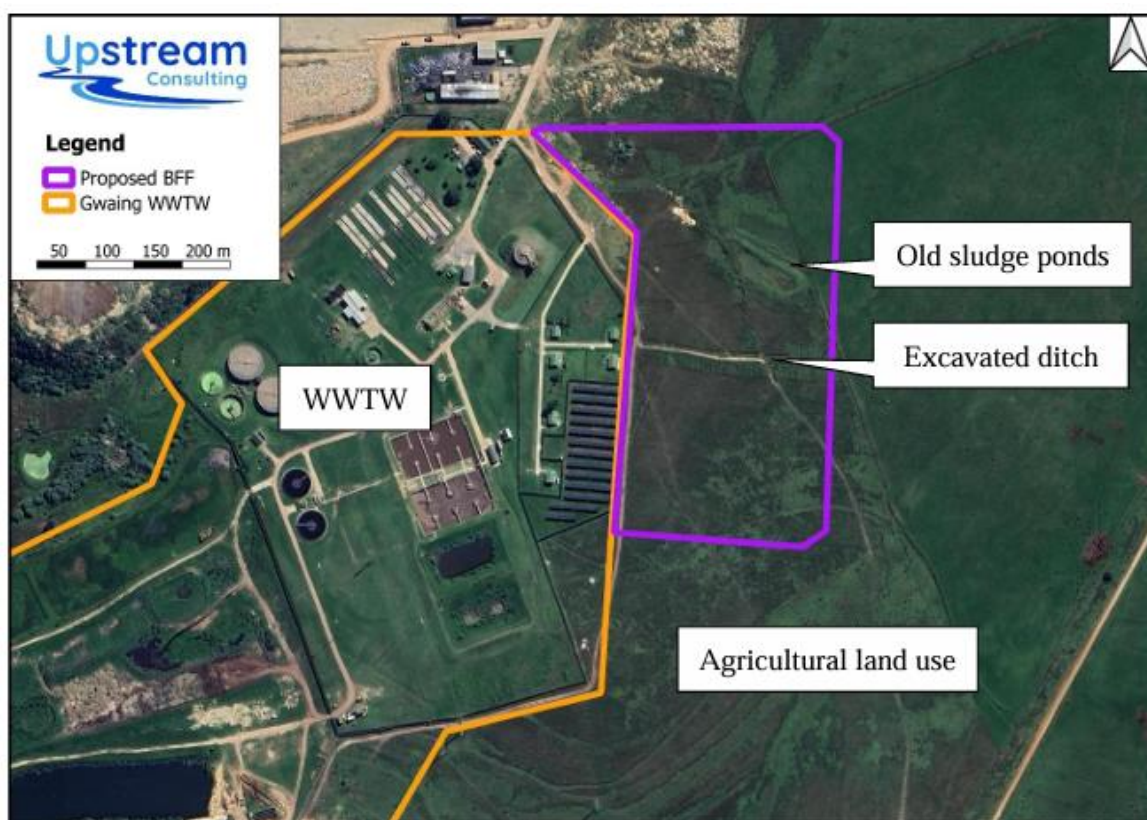 Upstream
Consulting
Legend
Proposed BFF
Gwaing WWTW
50 100 150 200 m
Old sludge ponds
Excavated ditch
WWTW
Agricultural land use